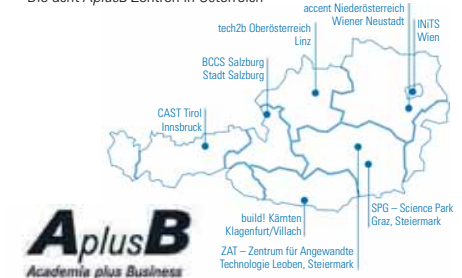 Die acht AplusB Zentren in Österreich
accent Niederösterreich
Wiener Neustadt
INiTS
Wien
tech2b Oberösterreich
Linz
BCCS Salzburg
Stadt Salzburg
CAST Tirol
Innsbruck
SPG – Science Park
Graz, Steiermark
build! Kärnten
Klagenfurt/Villach
ZAT – Zentrum für Angewandte
Technologie Leoben, Steiermark
AplusB
Academia plus Business